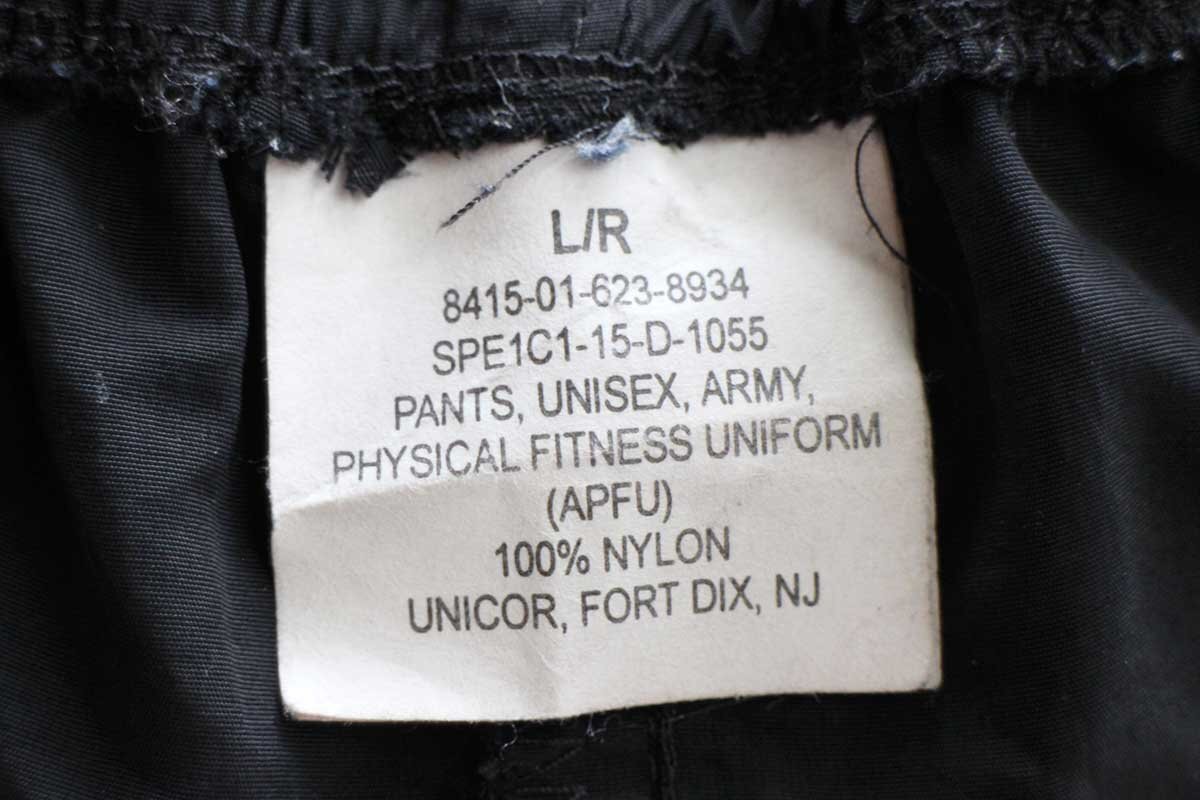 L/R
8415-01-623-8934
SPE1C1-15-D-1055
PANTS, UNISEX, ARMY,
PHYSICAL FITNESS UNIFORM
(APFU)
100% NYLON
UNICOR, FORT DIX, NJ